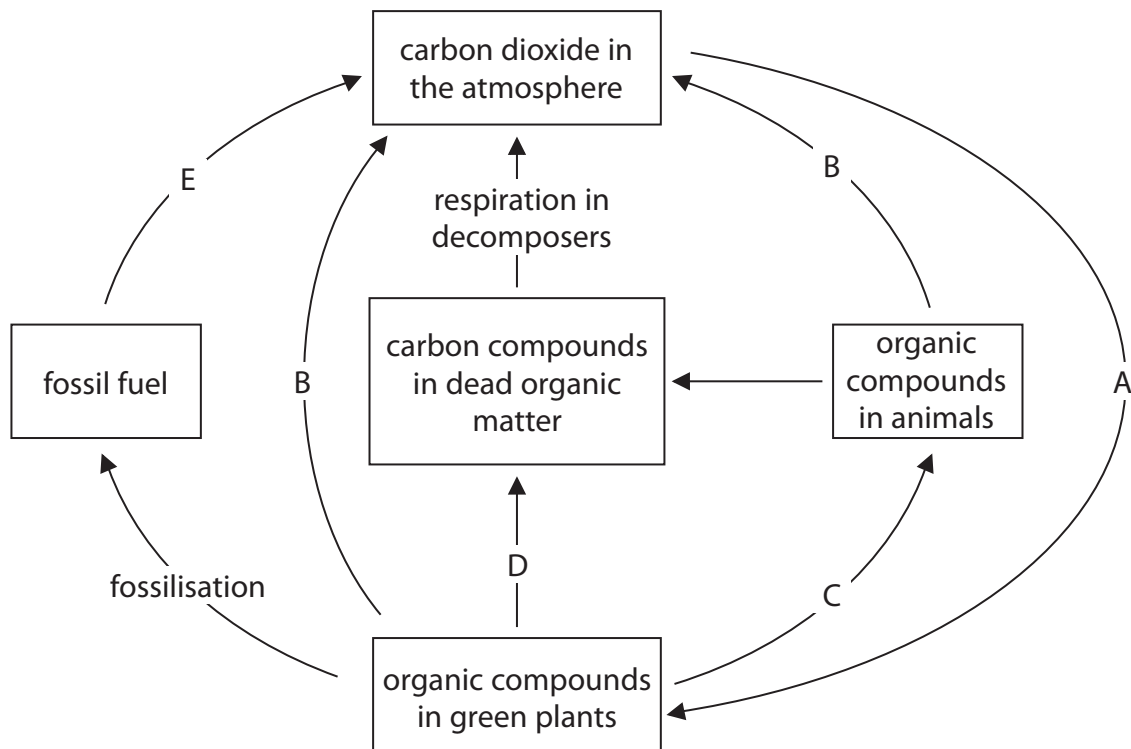 carbon dioxide in
the atmosphere
E
B
respiration in
decomposers
fossil fuel
B
carbon compounds
in dead organic
matter
organic
compounds
in animals
A
fossilisation
D
C
organic compounds
in green plants